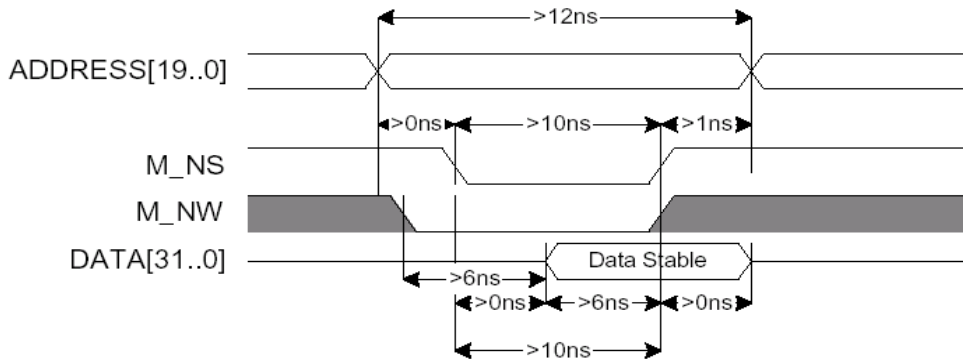 >12ns
ADDRESS[19..0]
>0ns >10ns >1ns
M_NS
M_NW
DATA[31..0] Data Stable
>6ns
>0ns >6ns >0ns
>10ns